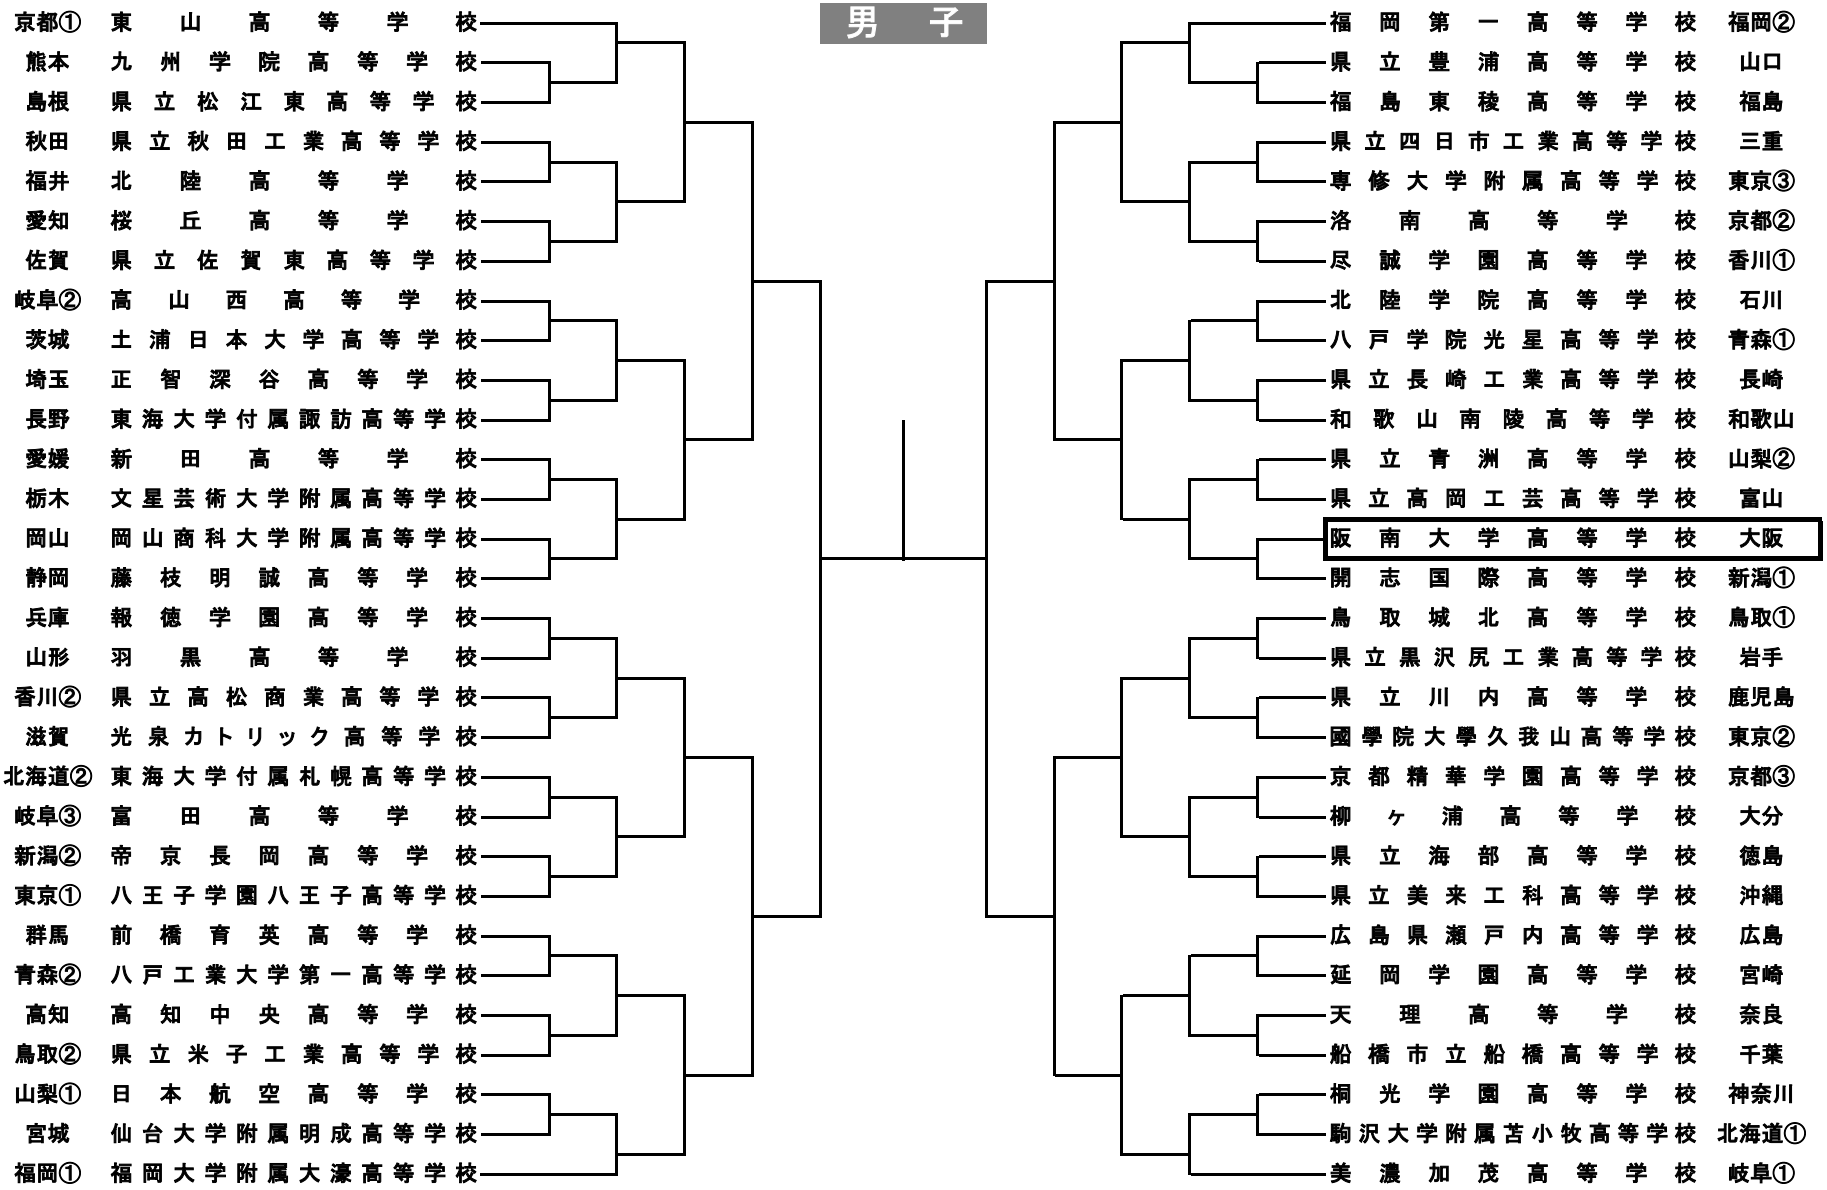 男子
京都① 東山高等学校
熊本 九州学院高等学校
島根 県立松江東高等学校
秋田 県立秋田工業高等学校
福井 北陸高等学校
愛知 桜丘高等学校
佐賀 県立佐賀東高等学校
岐阜② 高山西高等学校
茨城 土浦日本大学高等学校
埼玉 正智深谷高等学校
長野 東海大学付属諏訪高等学校
愛媛 新田高等学校
栃木 文星芸術大学附属高等学校
岡山 岡山商科大学附属高等学校
静岡 藤枝明誠高等学校
兵庫 報徳学園高等学校
山形 羽黒高等学校
香川② 県立高松商業高等学校
滋賀 光泉カトリック高等学校
北海道② 東海大学付属札幌高等学校
岐阜③ 富田高等学校
新潟② 帝京長岡高等学校
東京① 八王子学園八王子高等学校
群馬 前橋育英高等学校
青森② 八戸工業大学第一高等学校
高知 高知中央高等学校
鳥取② 県立米子工業高等学校
山梨① 日本航空高等学校
宮城 仙台大学附属明成高等学校
福岡① 福岡大学附属大濠高等学校
福岡第一高等学校 福岡②
県立豊浦高等学校 山口
福島東稜高等学校 福島
県立四日市工業高等学校 三重
専修大学附属高等学校 東京③
洛南高等学校 京都②
尽誠学園高等学校 香川①
北陸学院高等学校 石川
八戸学院光星高等学校 青森①
県立長崎工業高等学校 長崎
和歌山南陵高等学校 和歌山
県立青洲高等学校 山梨②
県立高岡工芸高等学校 富山
阪南大学高等学校 大阪
開志国際高等学校 新潟①
鳥取城北高等学校 鳥取①
県立黒沢尻工業高等学校 岩手
県立川内高等学校 鹿児島
國學院大學久我山高等学校 東京②
京都精華学園高等学校 京都③
柳ヶ浦高等学校 大分
県立海部高等学校 徳島
県立美来工科高等学校 沖縄
広島県瀬戸内高等学校 広島
延岡学園高等学校 宮崎
天理高等学校 奈良
船橋市立船橋高等学校 千葉
桐光学園高等学校 神奈川
駒沢大学附属苫小牧高等学校 北海道①
美濃加茂高等学校 岐阜①